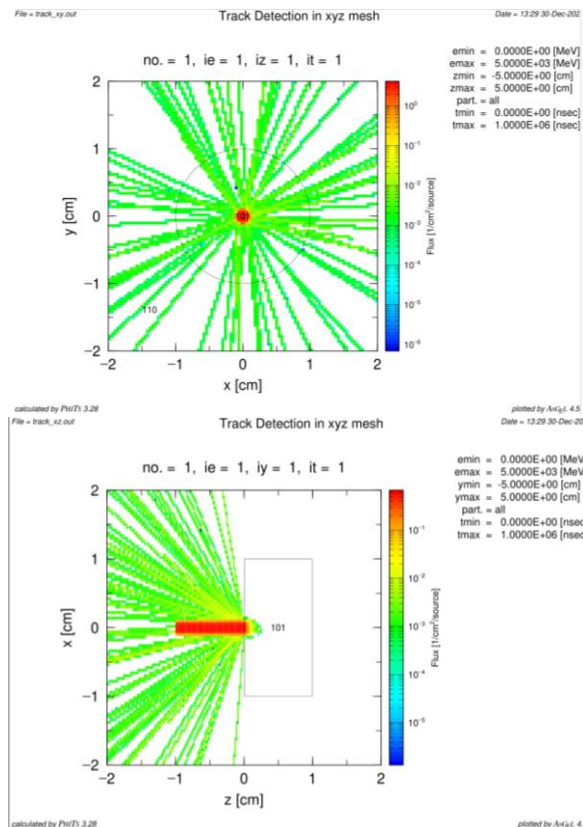 File = track_xy.out Track Detection in xyz mesh Date = 13:29 30-Dec-202
no. = 1, ie = 1, iz = 1, it = 1
emin = 0.0000E+00 [MeV]
emax = 5.0000E+03 [MeV]
zmin = -5.0000E+00 [cm]
zmax = 5.0000E+00 [cm]
part. = all
tmin = 0.0000E+00 [nsec]
tmax = 1.0000E+06 [nsec]
2
1
0
−1
−2
y [cm]
101
110
−2 −1 0 1 2
x [cm]
10^0
10^-1
10^-2
10^-3
10^-4
10^-5
10^-6
Flux [1/cm^2/source]
calculated by PHITS 3.28 plotted by ANGEL 4.5
File = track_xz.out Track Detection in xyz mesh Date = 13:29 30-Dec-20
no. = 1, ie = 1, iy = 1, it = 1
emin = 0.0000E+00 [MeV
emax = 5.0000E+03 [MeV
ymin = -5.0000E+00 [cm]
ymax = 5.0000E+00 [cm]
part. = all
tmin = 0.0000E+00 [nsec
tmax = 1.0000E+06 [nsec
2
1
0
−1
−2
x [cm]
101
−2 −1 0 1 2
z [cm]
10^-1
10^-2
10^-3
10^-4
10^-5
Flux [1/cm^2/source]
calculated by PHITS 3.28 plotted by ANGEL 4.